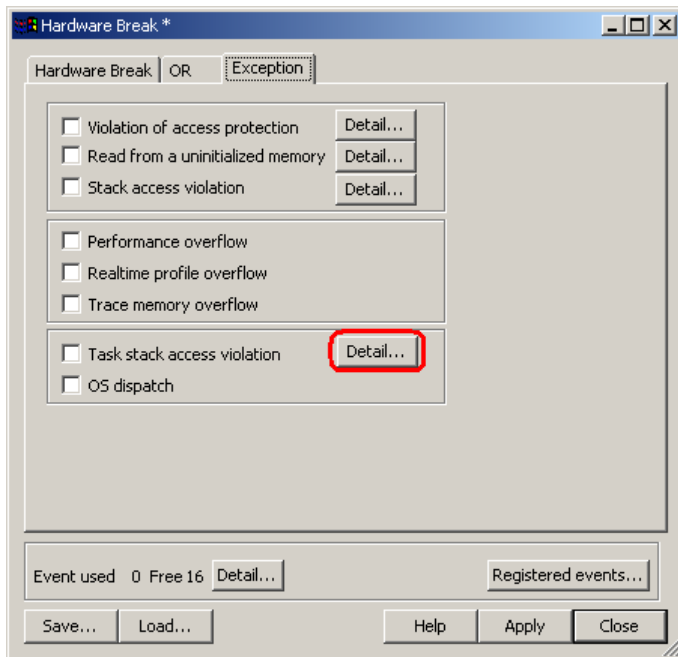 Hardware Break *
Hardware Break OR Exception
Violation of access protection Detail...
Read from a uninitialized memory Detail...
Stack access violation Detail...
Performance overflow
Realtime profile overflow
Trace memory overflow
Task stack access violation Detail...
OS dispatch
Event used 0 Free 16 Detail... Registered events...
Save... Load... Help Apply Close